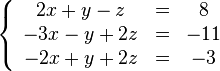 2x + y − z = 8
−3x − y + 2z = −11
−2x + y + 2z = −3